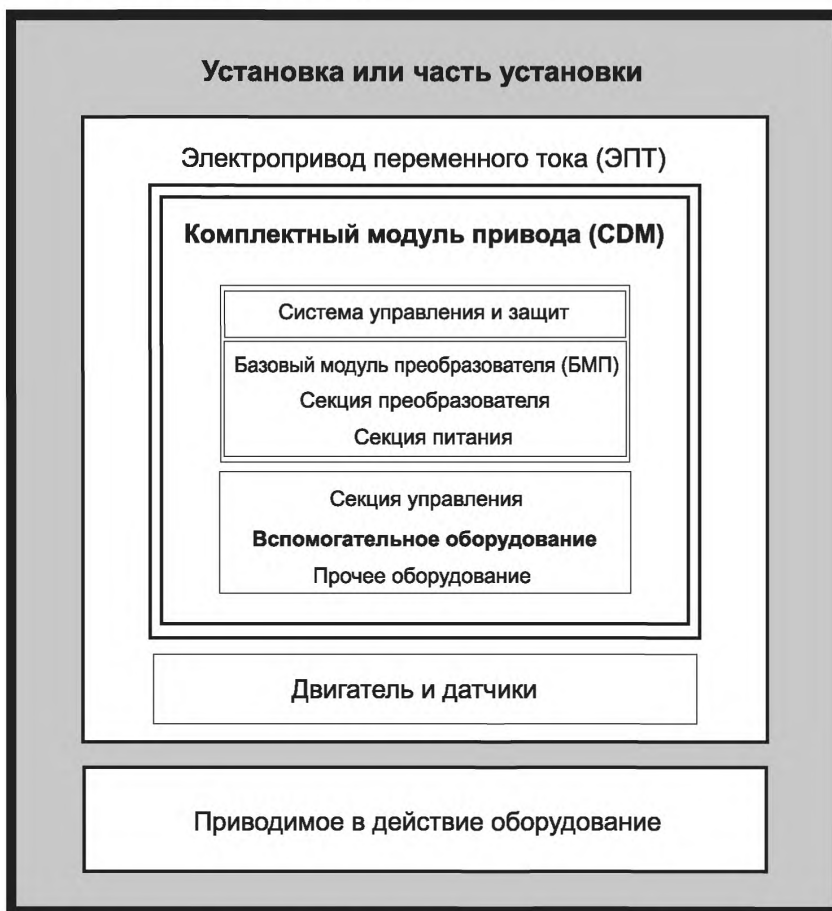 Установка или часть установки
Электропривод переменного тока (ЭПТ)
Комплектный модуль привода (CDM)
Система управления и защит
Базовый модуль преобразователя (БМП)
Секция преобразователя
Секция питания
Секция управления
Вспомогательное оборудование
Прочее оборудование
Двигатель и датчики
Приводимое в действие оборудование